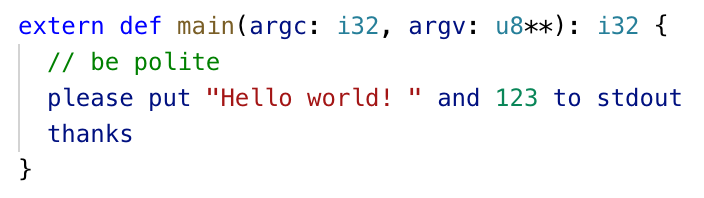 extern def main(argc: i32, argv: u8**): i32 {
// be polite
please put "Hello world! " and 123 to stdout
thanks
}